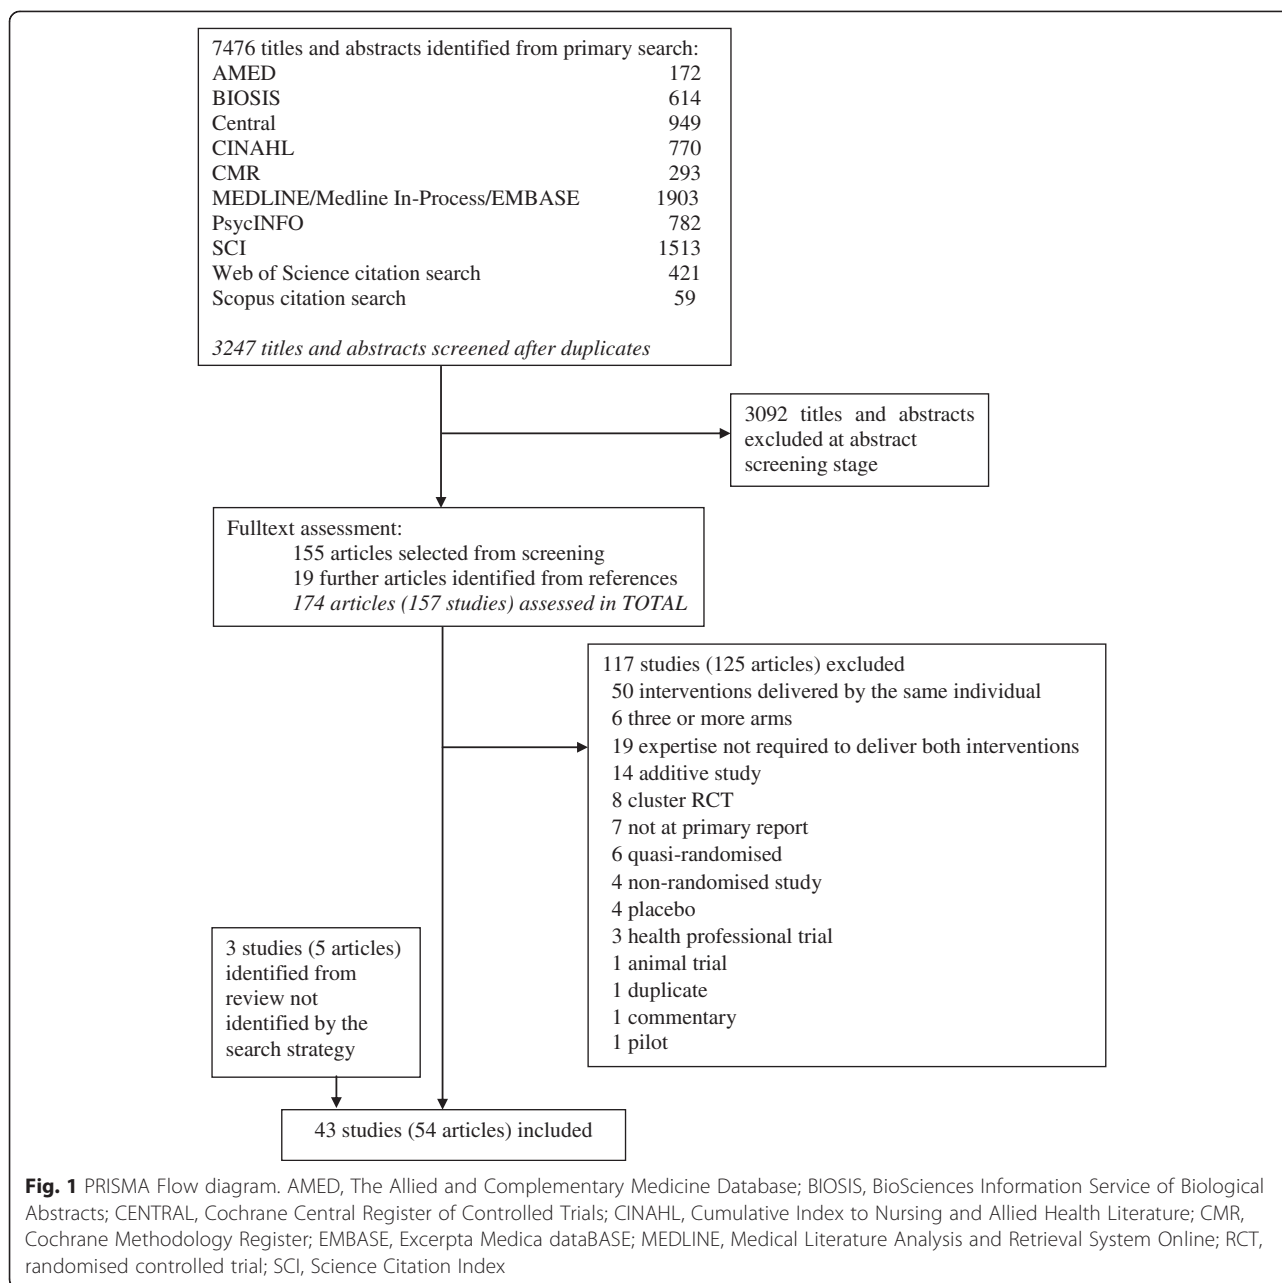 7476 titles and abstracts identified from primary search:
AMED 172
BIOSIS 614
Central 949
CINAHL 770
CMR 293
MEDLINE/Medline In-Process/EMBASE 1903
PsycINFO 782
SCI 1513
Web of Science citation search 421
Scopus citation search 59
3247 titles and abstracts screened after duplicates
3092 titles and abstracts
excluded at abstract
screening stage
Fulltext assessment:
155 articles selected from screening
19 further articles identified from references
174 articles (157 studies) assessed in TOTAL
117 studies (125 articles) excluded
50 interventions delivered by the same individual
6 three or more arms
19 expertise not required to deliver both interventions
14 additive study
8 cluster RCT
7 not at primary report
6 quasi-randomised
4 non-randomised study
4 placebo
3 health professional trial
1 animal trial
1 duplicate
1 commentary
1 pilot
3 studies (5 articles)
identified from
review not
identified by the
search strategy
43 studies (54 articles) included
Fig. 1 PRISMA Flow diagram. AMED, The Allied and Complementary Medicine Database; BIOSIS, BioSciences Information Service of Biological
Abstracts; CENTRAL, Cochrane Central Register of Controlled Trials; CINAHL, Cumulative Index to Nursing and Allied Health Literature; CMR,
Cochrane Methodology Register; EMBASE, Excerpta Medica dataBASE; MEDLINE, Medical Literature Analysis and Retrieval System Online; RCT,
randomised controlled trial; SCI, Science Citation Index